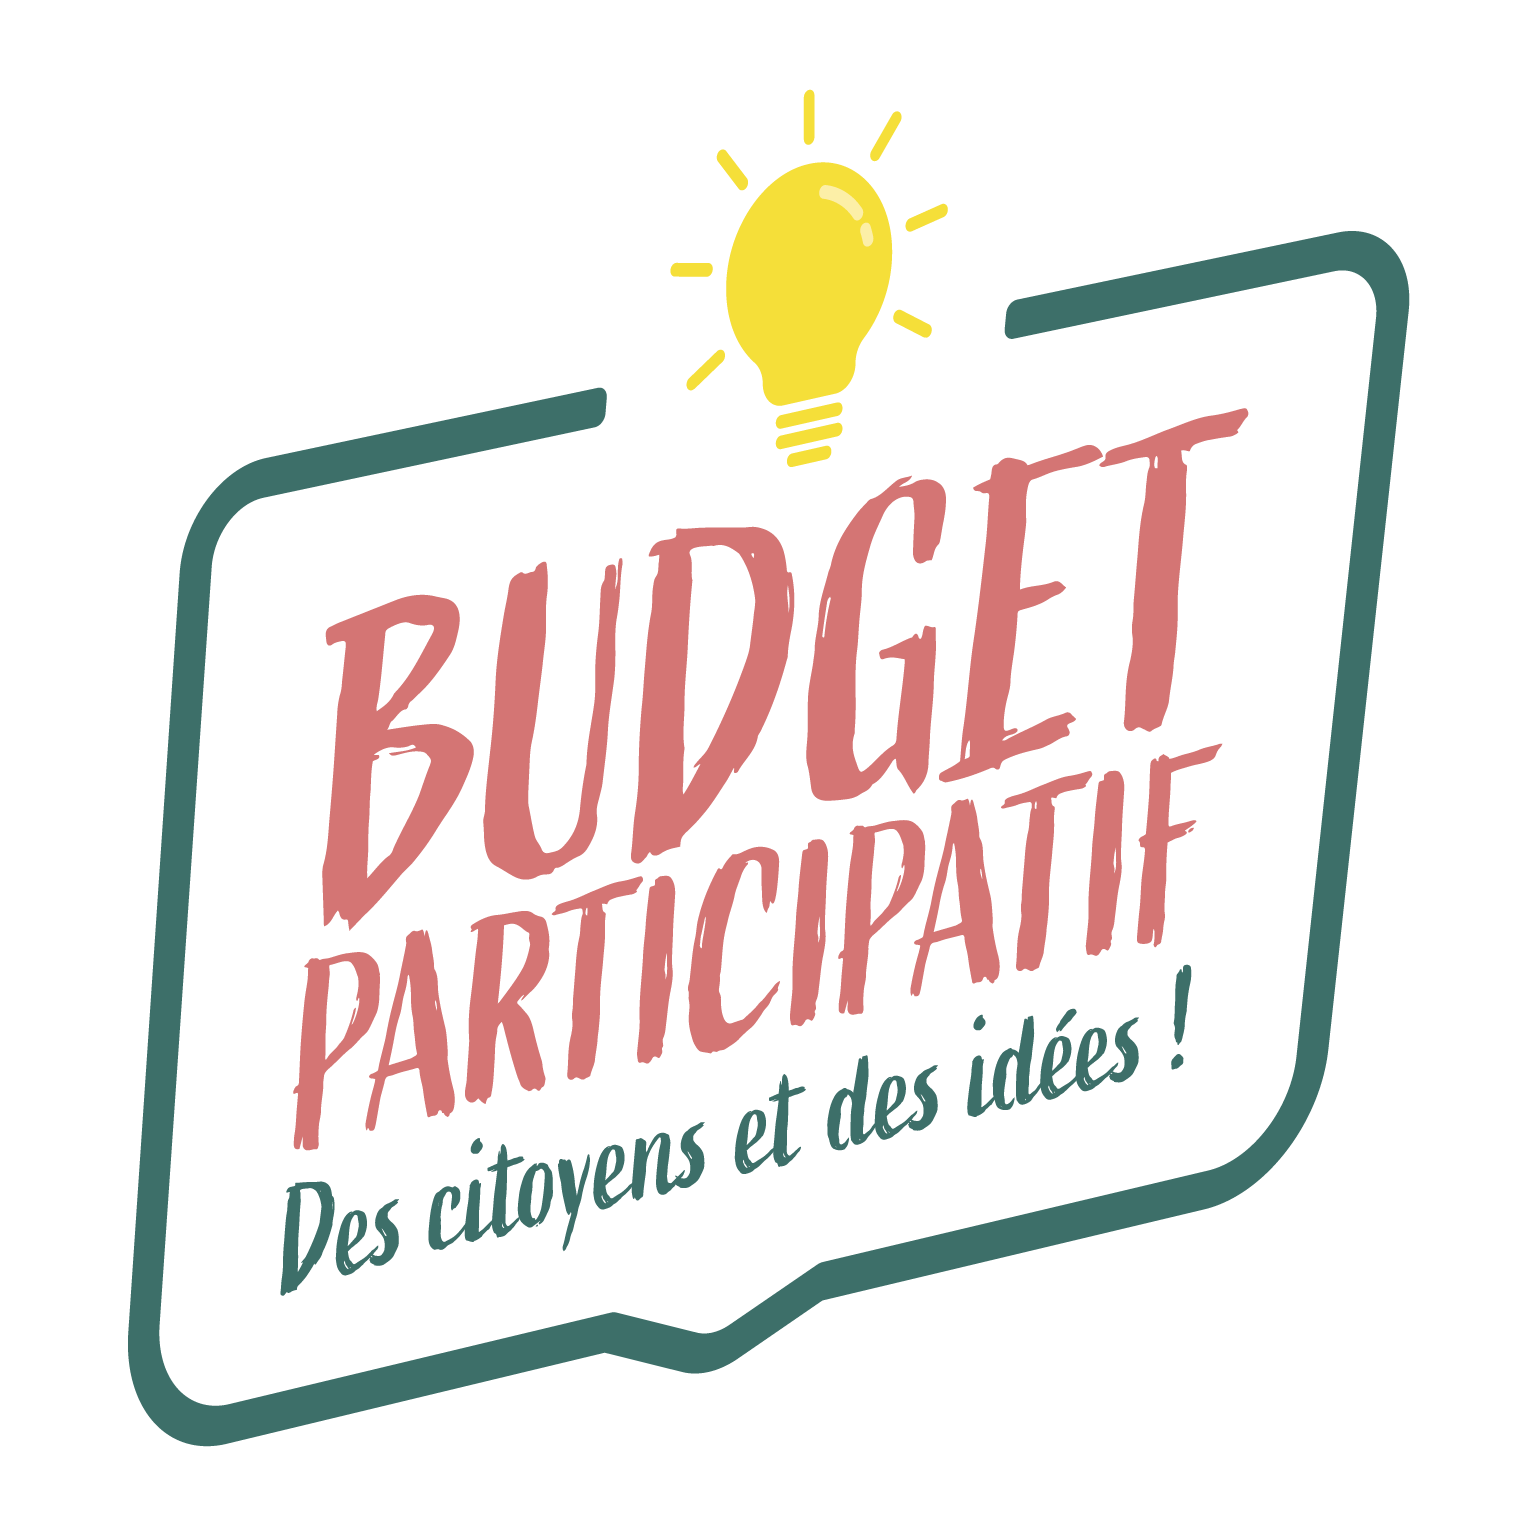 BUDGET
PARTICIPATIF
Des citoyens et des idées !